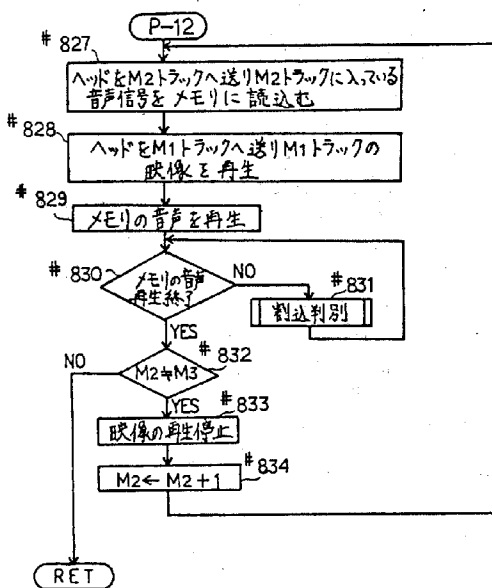 P-12
#827
ヘッドをM2トラックへ送りM2トラックに入っている
音声信号をメモリに読込む
#828
ヘッドをM1トラックへ送りM1トラックの
映像を再生
#829
メモリの音声を再生
#830
メモリの音声
再生終了
NO
#831
割込判別
YES
#832
M2≒M3
NO
YES
#833
映像の再生停止
#834
M2←M2+1
RET